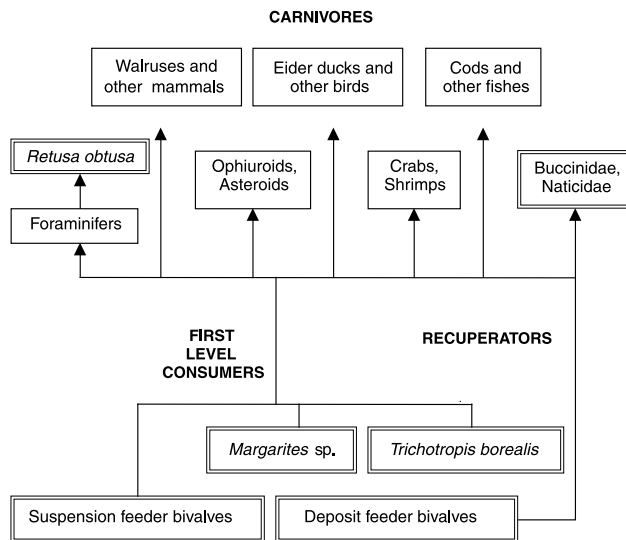 CARNIVORES
Walruses and
other mammals
Eider ducks and
other birds
Cods and
other fishes
Retusa obtusa
Ophiuroids,
Asteroids
Crabs,
Shrimps
Buccinidae,
Naticidae
Foraminifers
FIRST
LEVEL
CONSUMERS
RECUPERATORS
Margarites sp.
Trichotropis borealis
Suspension feeder bivalves
Deposit feeder bivalves